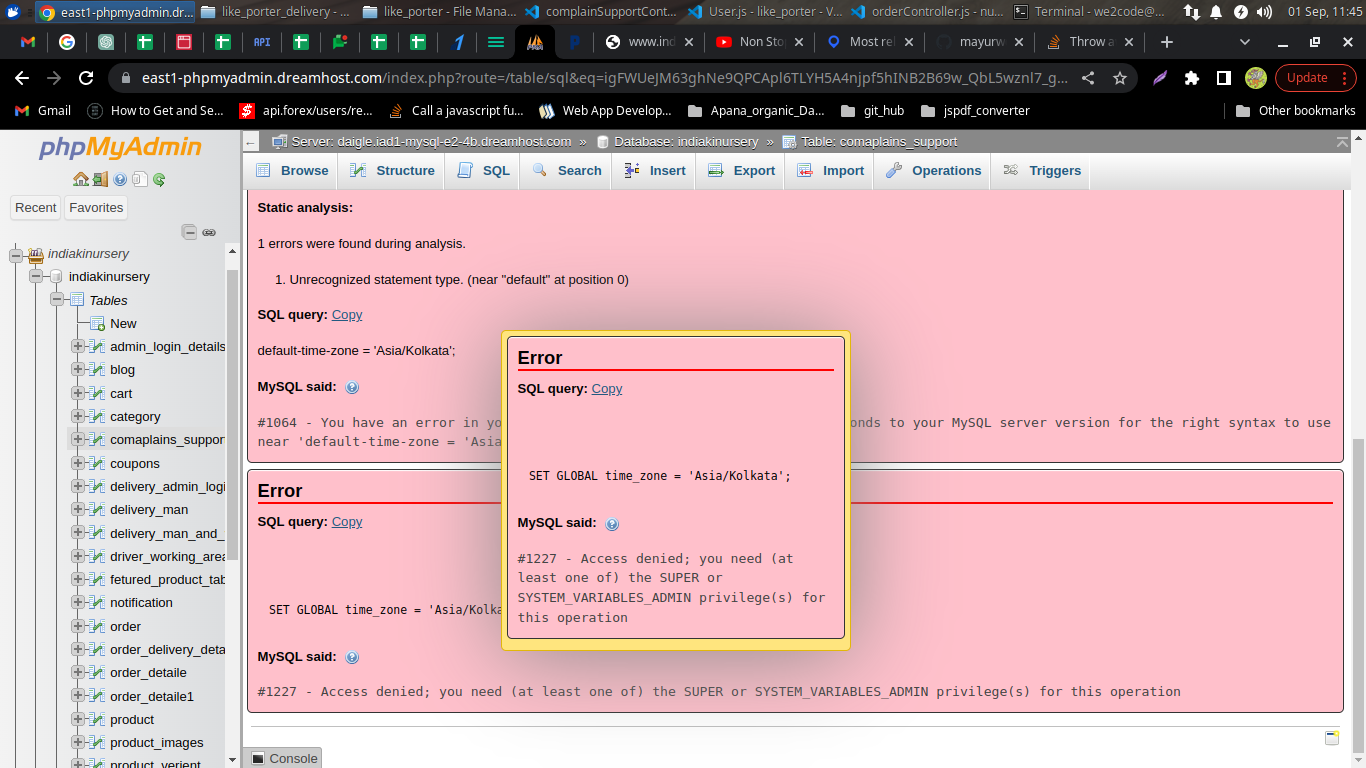 east1-phpmyadmin.dr...
like_porter_delivery - ...
like_porter - File Mana...
complainSupportCont...
User.js - like_porter - V...
orderController.js - nu...
Terminal - we2code@...
01 Sep, 11:45
API
www.ind
Non Sto
Most rel
mayurw
Throw a
east1-phpmyadmin.dreamhost.com/index.php?route=/table/sql&eq=igFWUeJM63ghNe9QPCApl6TLYH5A4njpf5hINB2B69w_QbL5wznl7_g...
Update
Gmail
How to Get and Se...
api.forex/users/re...
Call a javascript fu...
Web App Develop...
Apana_organic_Da...
git_hub
jspdf_converter
Other bookmarks
phpMyAdmin
Recent
Favorites
indiakinursery
indiakinursery
Tables
New
admin_login_details
blog
cart
category
comaplains_suppor
coupons
delivery_admin_logi
delivery_man
delivery_man_and_
driver_working_area
fetured_product_tab
notification
order
order_delivery_deta
order_detaile
order_detaile1
product
product_images
product_verient
Server: daigle.iad1-mysql-e2-4b.dreamhost.com » Database: indiakinursery » Table: comaplains_support
Browse
Structure
SQL
Search
Insert
Export
Import
Operations
Triggers
Static analysis:
1 errors were found during analysis.
1. Unrecognized statement type. (near "default" at position 0)
SQL query: Copy
default-time-zone = 'Asia/Kolkata';
MySQL said:
#1064 - You have an error in yo
onds to your MySQL server version for the right syntax to use
near 'default-time-zone = 'Asia
Error
SQL query: Copy
SET GLOBAL time_zone = 'Asia/Kolka
MySQL said:
#1227 - Access denied; you need (at least one of) the SUPER or SYSTEM_VARIABLES_ADMIN privilege(s) for this operation
Error
SQL query: Copy
SET GLOBAL time_zone = 'Asia/Kolkata';
MySQL said:
#1227 - Access denied; you need (at
least one of) the SUPER or
SYSTEM_VARIABLES_ADMIN privilege(s) for
this operation
Console